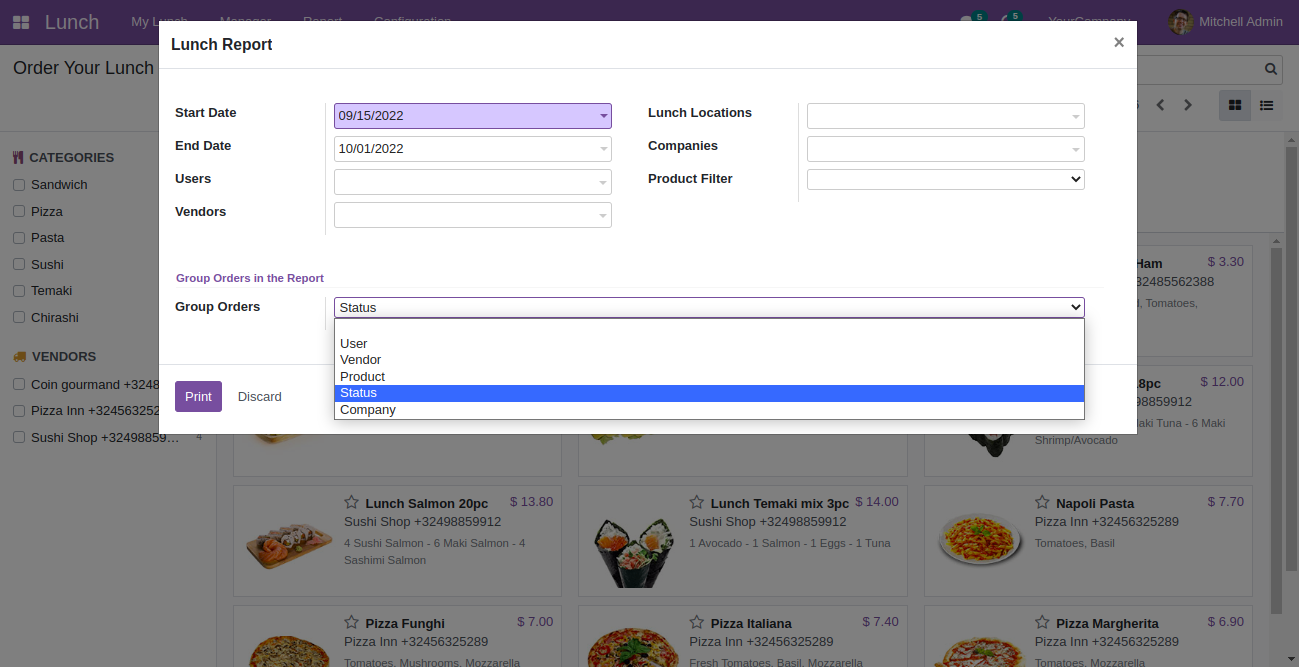 Lunch
My Lunch Manager Report Configuration
5 5 YourCompany Mitchell Admin
Lunch Report ×
Order Your Lunch
Start Date 09/15/2022 Lunch Locations
End Date 10/01/2022 Companies
Users Product Filter
Vendors
Group Orders in the Report
Group Orders Status
User
Vendor
Product
Status
Company
Print Discard
CATEGORIES
Sandwich
Pizza
Pasta
Sushi
Temaki
Chirashi
VENDORS
Coin gourmand +3248
Pizza Inn +324563252
Sushi Shop +32498859… 4
Ham $ 3.30
32485562388
, Tomatoes,
8pc $ 12.00
98859912
Maki Tuna - 6 Maki
Shrimp/Avocado
Lunch Salmon 20pc $ 13.80
Sushi Shop +32498859912
4 Sushi Salmon - 6 Maki Salmon - 4
Sashimi Salmon
Lunch Temaki mix 3pc $ 14.00
Sushi Shop +32498859912
1 Avocado - 1 Salmon - 1 Eggs - 1 Tuna
Napoli Pasta $ 7.70
Pizza Inn +32456325289
Tomatoes, Basil
Pizza Funghi $ 7.00
Pizza Inn +32456325289
Tomatoes, Mushrooms, Mozzarella
Pizza Italiana $ 7.40
Pizza Inn +32456325289
Fresh Tomatoes, Basil, Mozzarella
Pizza Margherita $ 6.90
Pizza Inn +32456325289
Tomatoes, Mozzarella